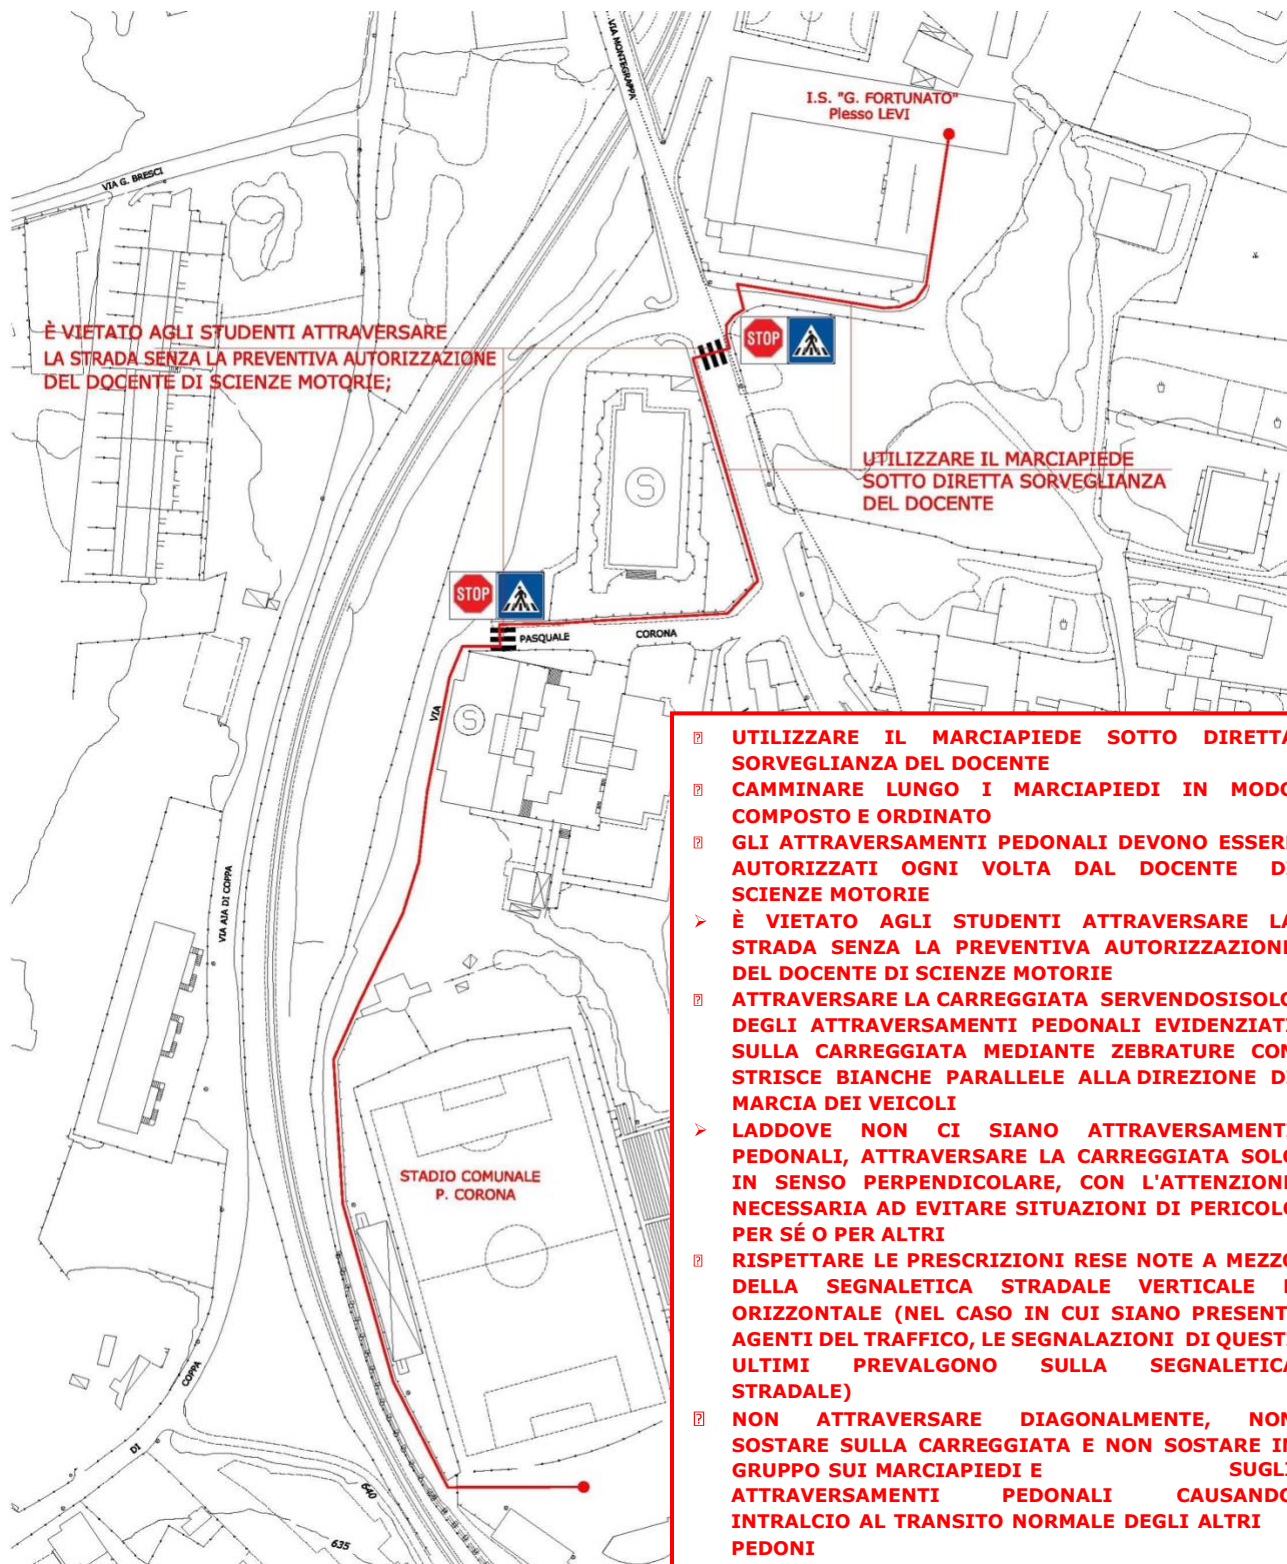 VIA MONTEGRAPPA
I.S. "G. FORTUNATO"
Plesso LEVI
VIA G. BRESCI
È VIETATO AGLI STUDENTI ATTRAVERSARE
LA STRADA SENZA LA PREVENTIVA AUTORIZZAZIONE
DEL DOCENTE DI SCIENZE MOTORIE;
STOP
UTILIZZARE IL MARCIAPIEDE
SOTTO DIRETTA SORVEGLIANZA
DEL DOCENTE
S
STOP
PASQUALE
CORONA
VIA
S
VIA AIA DI COPPA
STADIO COMUNALE
P. CORONA
COPPA
DI
640
635
UTILIZZARE IL MARCIAPIEDE SOTTO DIRETTA
SORVEGLIANZA DEL DOCENTE
CAMMINARE LUNGO I MARCIAPIEDI IN MODO
COMPOSTO E ORDINATO
GLI ATTRAVERSAMENTI PEDONALI DEVONO ESSERE
AUTORIZZATI OGNI VOLTA DAL DOCENTE DI
SCIENZE MOTORIE
➢ È VIETATO AGLI STUDENTI ATTRAVERSARE LA
STRADA SENZA LA PREVENTIVA AUTORIZZAZIONE
DEL DOCENTE DI SCIENZE MOTORIE
ATTRAVERSARE LA CARREGGIATA SERVENDOSISOLO
DEGLI ATTRAVERSAMENTI PEDONALI EVIDENZIATI
SULLA CARREGGIATA MEDIANTE ZEBRATURE CON
STRISCE BIANCHE PARALLELE ALLA DIREZIONE DI
MARCIA DEI VEICOLI
➢ LADDOVE NON CI SIANO ATTRAVERSAMENTI
PEDONALI, ATTRAVERSARE LA CARREGGIATA SOLO
IN SENSO PERPENDICOLARE, CON L'ATTENZIONE
NECESSARIA AD EVITARE SITUAZIONI DI PERICOLO
PER SÉ O PER ALTRI
RISPETTARE LE PRESCRIZIONI RESE NOTE A MEZZO
DELLA SEGNALETICA STRADALE VERTICALE E
ORIZZONTALE (NEL CASO IN CUI SIANO PRESENTI
AGENTI DEL TRAFFICO, LE SEGNALAZIONI DI QUESTI
ULTIMI PREVALGONO SULLA SEGNALETICA
STRADALE)
NON ATTRAVERSARE DIAGONALMENTE, NON
SOSTARE SULLA CARREGGIATA E NON SOSTARE IN
GRUPPO SUI MARCIAPIEDI E SUGLI
ATTRAVERSAMENTI PEDONALI CAUSANDO
INTRALCIO AL TRANSITO NORMALE DEGLI ALTRI
PEDONI